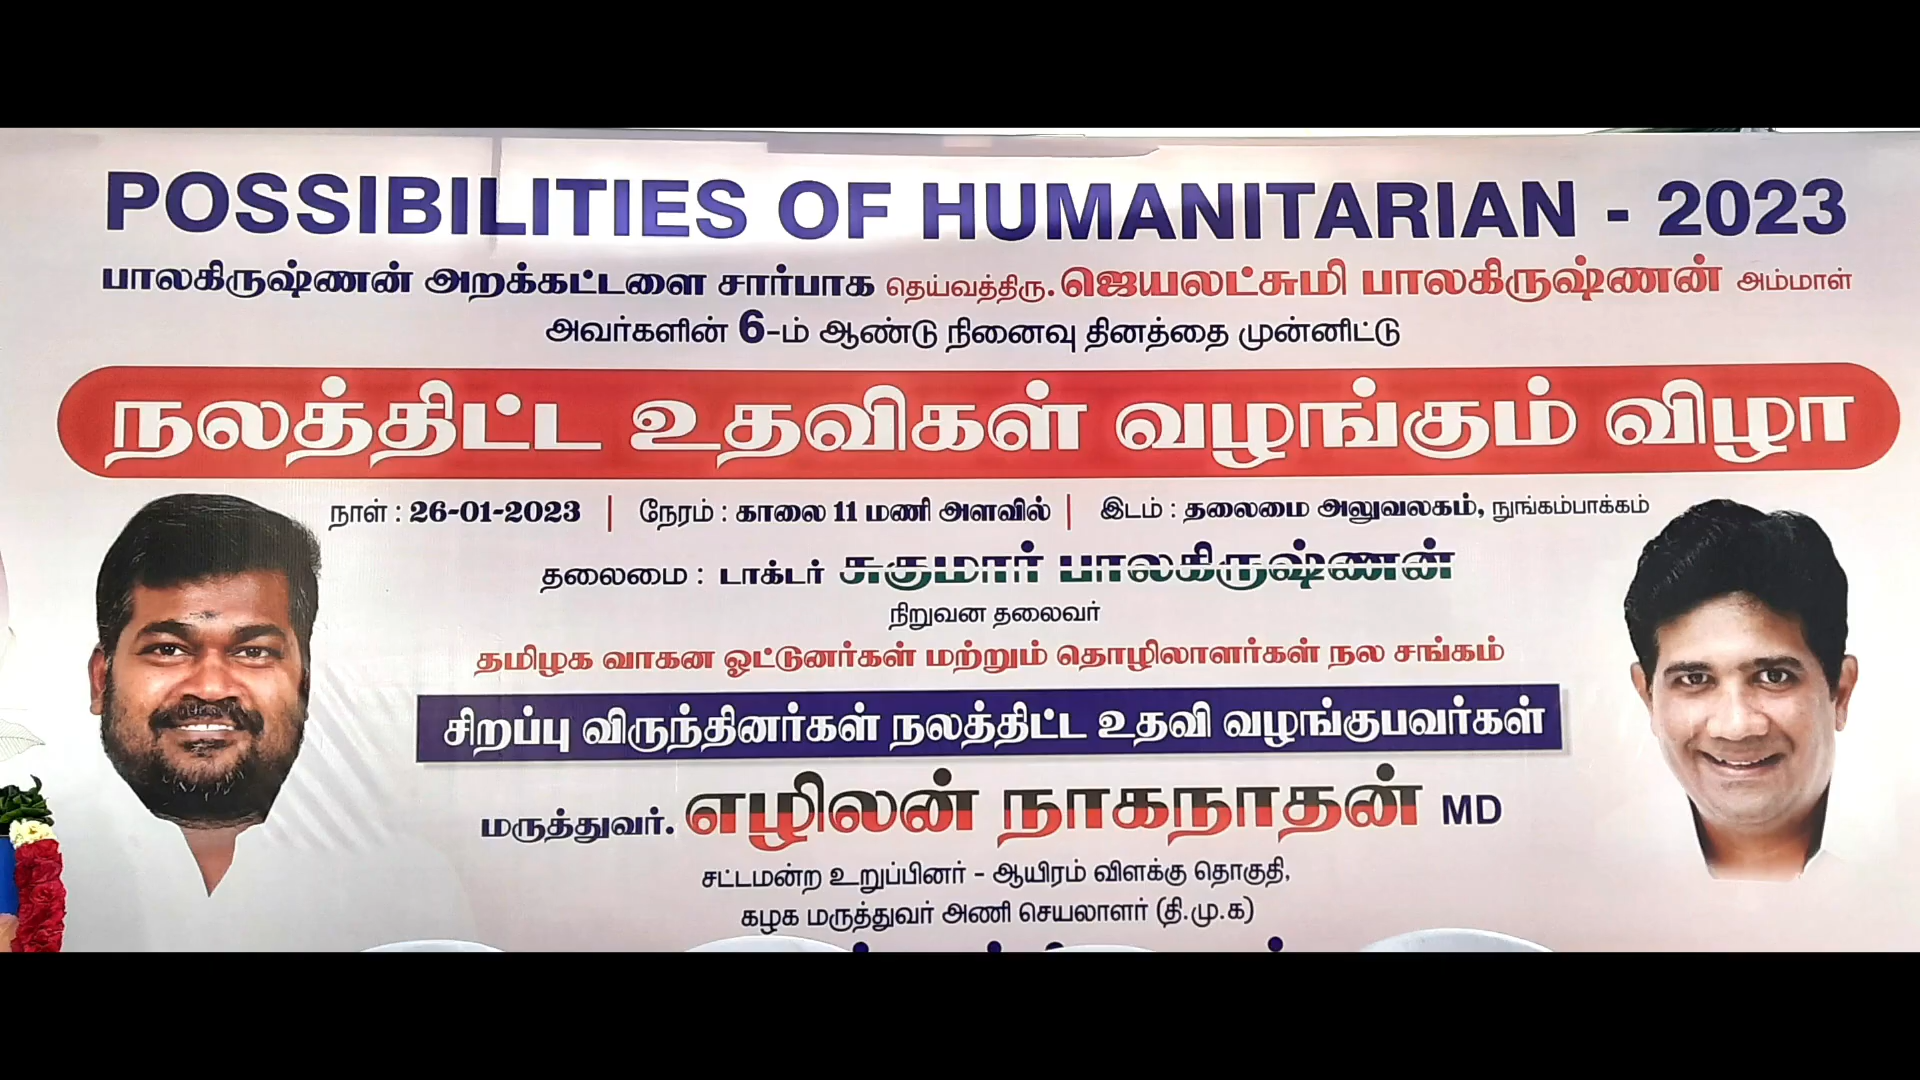 POSSIBILITIES OF HUMANITARIAN - 2023
பாலகிருஷ்ணன் அறக்கட்டளை சார்பாக தெய்வத்திரு. ஜெயலட்சுமி பாலகிருஷ்ணன் அம்மாள்
அவர்களின் 6-ம் ஆண்டு நினைவு தினத்தை முன்னிட்டு
நலத்திட்ட உதவிகள் வழங்கும் விழா
நாள் : 26-01-2023 | நேரம் : காலை 11 மணி அளவில் | இடம் : தலைமை அலுவலகம், நுங்கம்பாக்கம்
தலைமை : டாக்டர் சுகுமார் பாலகிருஷ்ணன்
நிறுவன தலைவர்
தமிழக வாகன ஓட்டுனர்கள் மற்றும் தொழிலாளர்கள் நல சங்கம்
சிறப்பு விருந்தினர்கள் நலத்திட்ட உதவி வழங்குபவர்கள்
மருத்துவர். எழிலன் நாகநாதன் MD
சட்டமன்ற உறுப்பினர் - ஆயிரம் விளக்கு தொகுதி,
கழக மருத்துவர் அணி செயலாளர் (தி.மு.க)